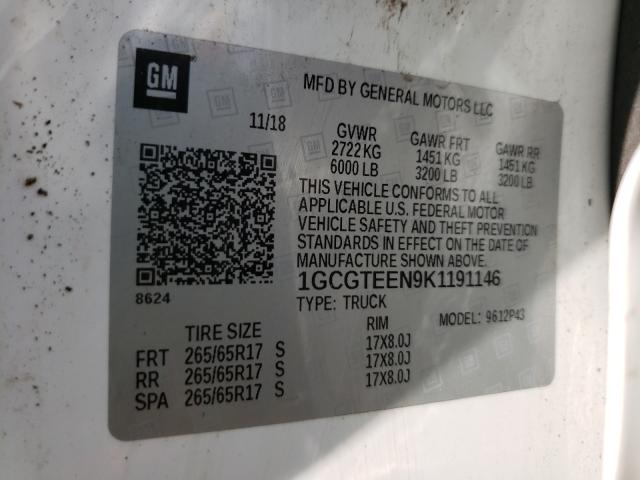 GM
MFD BY GENERAL MOTORS LLC
11/18
GVWR GAWR FRT GAWR RR
2722 KG 1451 KG 1451 KG
6000 LB 3200 LB 3200 LB
THIS VEHICLE CONFORMS TO ALL
APPLICABLE U.S. FEDERAL MOTOR
VEHICLE SAFETY AND THEFT PREVENTION
STANDARDS IN EFFECT ON THE DATE OF
MANUFACTURE SHOWN ABOVE.
8624
1GCGTEEN9K1191146
TYPE: TRUCK MODEL: 9612P43
TIRE SIZE RIM
FRT 265/65R17 S 17X8.0J
RR 265/65R17 S 17X8.0J
SPA 265/65R17 S 17X8.0J